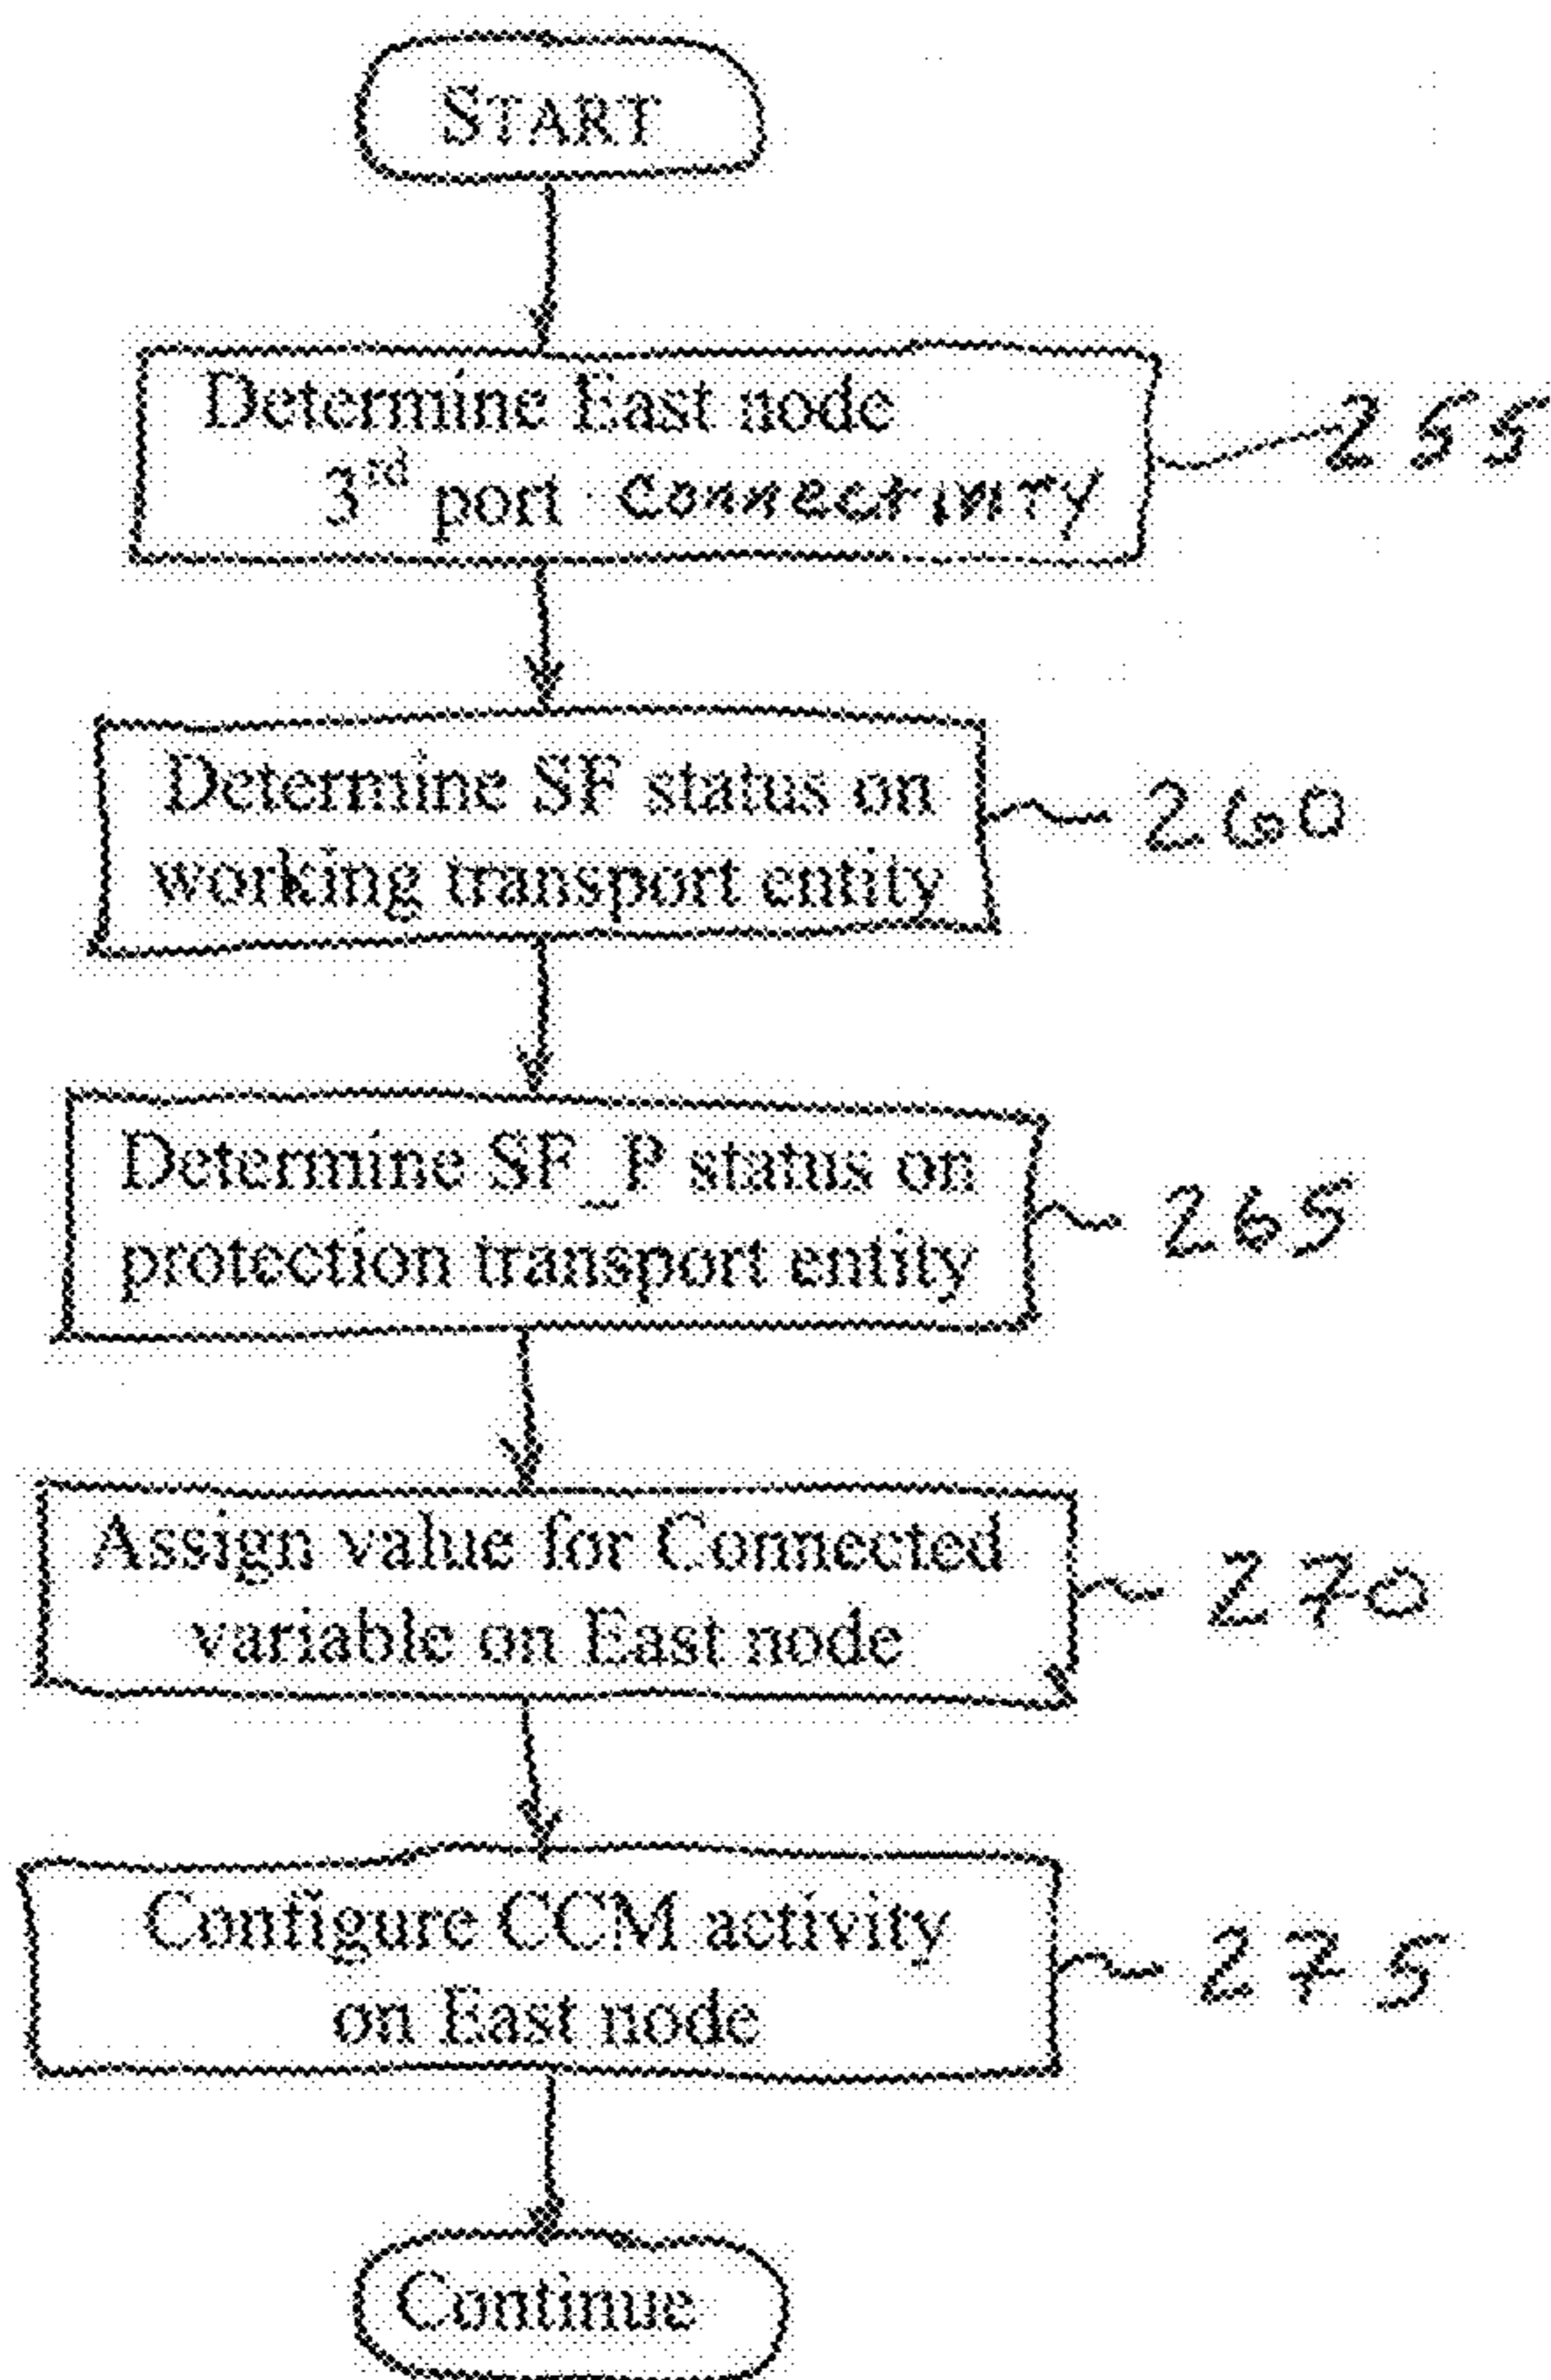 START
Determine East node
3rd port connectivity
255
Determine SF status on
working transport entity
260
Determine SF_P status on
protection transport entity
265
Assign value for Connected
variable on East node
270
Configure CCM activity
on East node
275
Continue